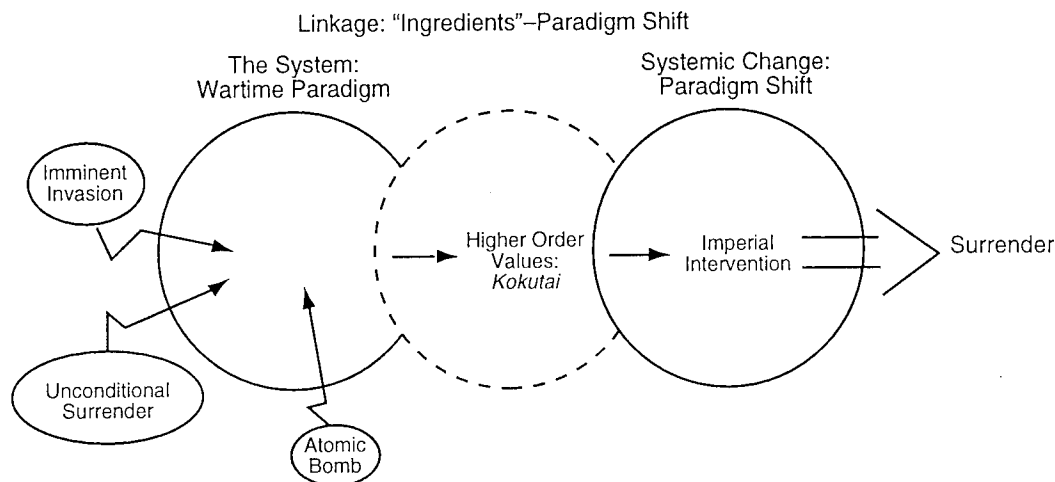 Linkage: “Ingredients”–Paradigm Shift
The System:
Wartime Paradigm
Systemic Change:
Paradigm Shift
Imminent
Invasion
Higher Order
Values:
Kokutai
Imperial
Intervention
Surrender
Unconditional
Surrender
Atomic
Bomb